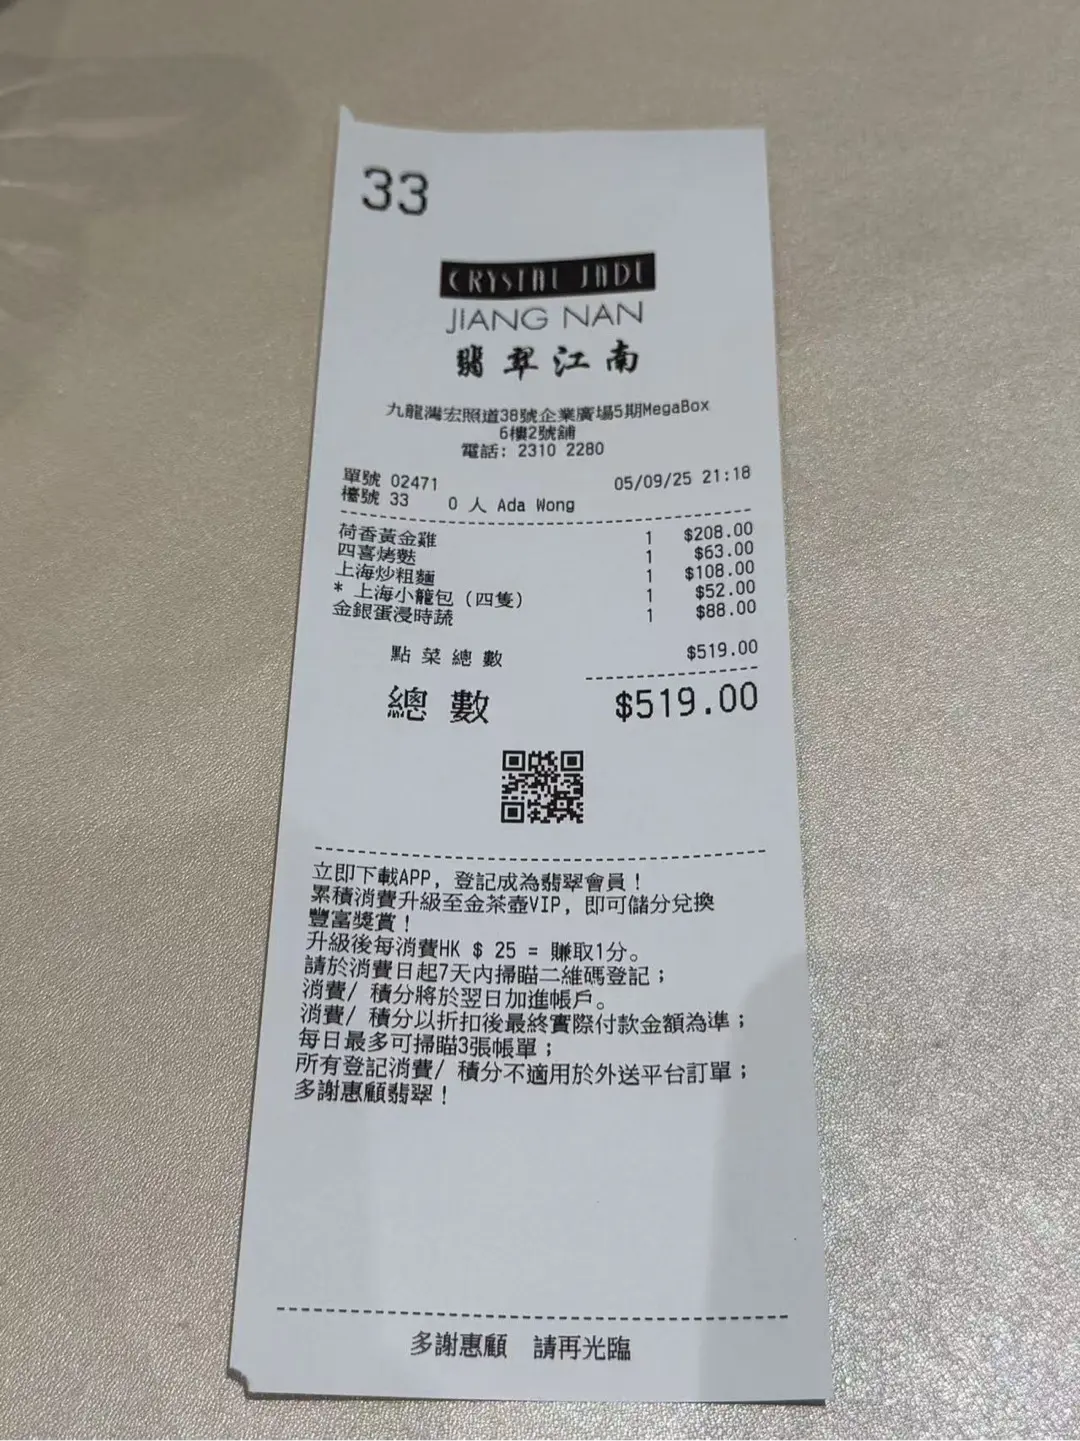 33
CRYSTAL JADE
JIANG NAN
翡翠江南
九龍灣宏照道38號企業廣場5期MegaBox
6樓2號舖
電話: 2310 2280
單號 02471 05/09/25 21:18
檯號 33 0 人 Ada Wong
荷香黃金雞 1 $208.00
四喜烤麩 1 $63.00
上海炒粗麵 1 $108.00
* 上海小籠包 (四隻) 1 $52.00
金銀蛋浸時蔬 1 $88.00
點菜總數 $519.00
總數 $519.00
立即下載APP, 登記成為翡翠會員!
累積消費升級至金茶壺VIP, 即可儲分兌換
豐富獎賞!
升級後每消費HK $ 25 = 賺取1分。
請於消費日起7天內掃瞄二維碼登記;
消費/ 積分將於翌日加進帳戶。
消費/ 積分以折扣後最終實際付款金額為準;
每日最多可掃瞄3張帳單;
所有登記消費/ 積分不適用於外送平台訂單;
多謝惠顧翡翠!
多謝惠顧 請再光臨